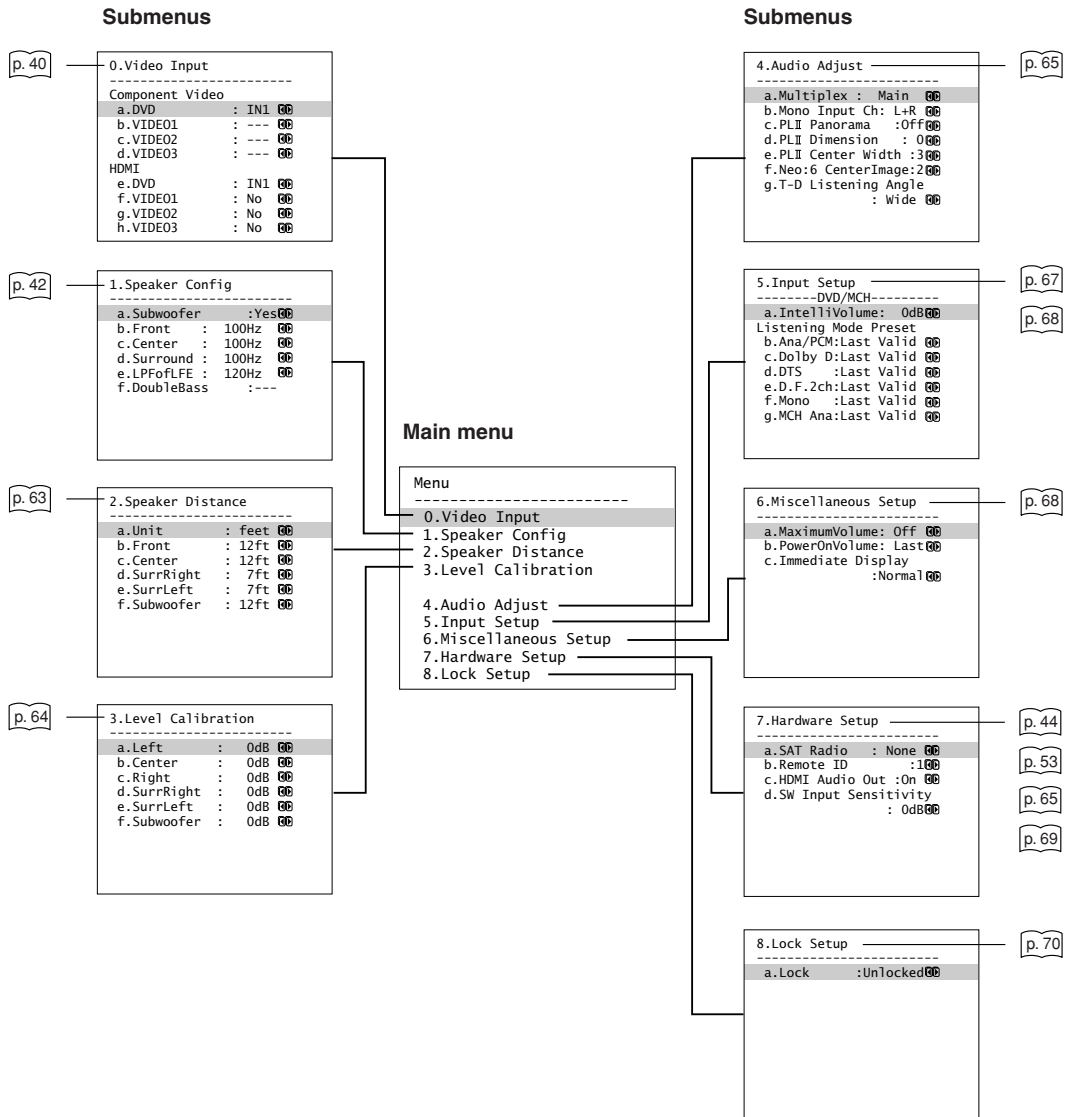 Submenus
p. 40
0.Video Input
-----------------------
Component Video
a.DVD : IN1
b.VIDEO1 : ---
c.VIDEO2 : ---
d.VIDEO3 : ---
HDMI
e.DVD : IN1
f.VIDEO1 : No
g.VIDEO2 : No
h.VIDEO3 : No
p. 42
1.Speaker Config
-----------------------
a.Subwoofer :Yes
b.Front : 100Hz
c.Center : 100Hz
d.Surround : 100Hz
e.LPFofLFE : 120Hz
f.DoubleBass :---
p. 63
2.Speaker Distance
-----------------------
a.Unit : feet
b.Front : 12ft
c.Center : 12ft
d.SurrRight : 7ft
e.SurrLeft : 7ft
f.Subwoofer : 12ft
p. 64
3.Level Calibration
-----------------------
a.Left : 0dB
b.Center : 0dB
c.Right : 0dB
d.SurrRight : 0dB
e.SurrLeft : 0dB
f.Subwoofer : 0dB
Main menu
Menu
-------------------------
0.Video Input
1.Speaker Config
2.Speaker Distance
3.Level Calibration
4.Audio Adjust
5.Input Setup
6.Miscellaneous Setup
7.Hardware Setup
8.Lock Setup
Submenus
4.Audio Adjust
p. 65
-----------------------
a.Multiplex : Main
b.Mono Input Ch: L+R
c.PLII Panorama :Off
d.PLII Dimension : 0
e.PLII Center Width :3
f.Neo:6 CenterImage:2
g.T-D Listening Angle
: Wide
5.Input Setup
p. 67
p. 68
--------DVD/MCH---------
a.IntelliVolume: 0dB
Listening Mode Preset
b.Ana/PCM:Last Valid
c.Dolby D:Last Valid
d.DTS :Last Valid
e.D.F.2ch:Last Valid
f.Mono :Last Valid
g.MCH Ana:Last Valid
6.Miscellaneous Setup
p. 68
-----------------------
a.MaximumVolume: Off
b.PowerOnVolume: Last
c.Immediate Display
:Normal
7.Hardware Setup
p. 44
p. 53
p. 65
p. 69
-----------------------
a.SAT Radio : None
b.Remote ID :1
c.HDMI Audio Out :On
d.SW Input Sensitivity
: 0dB
8.Lock Setup
p. 70
-----------------------
a.Lock :Unlocked